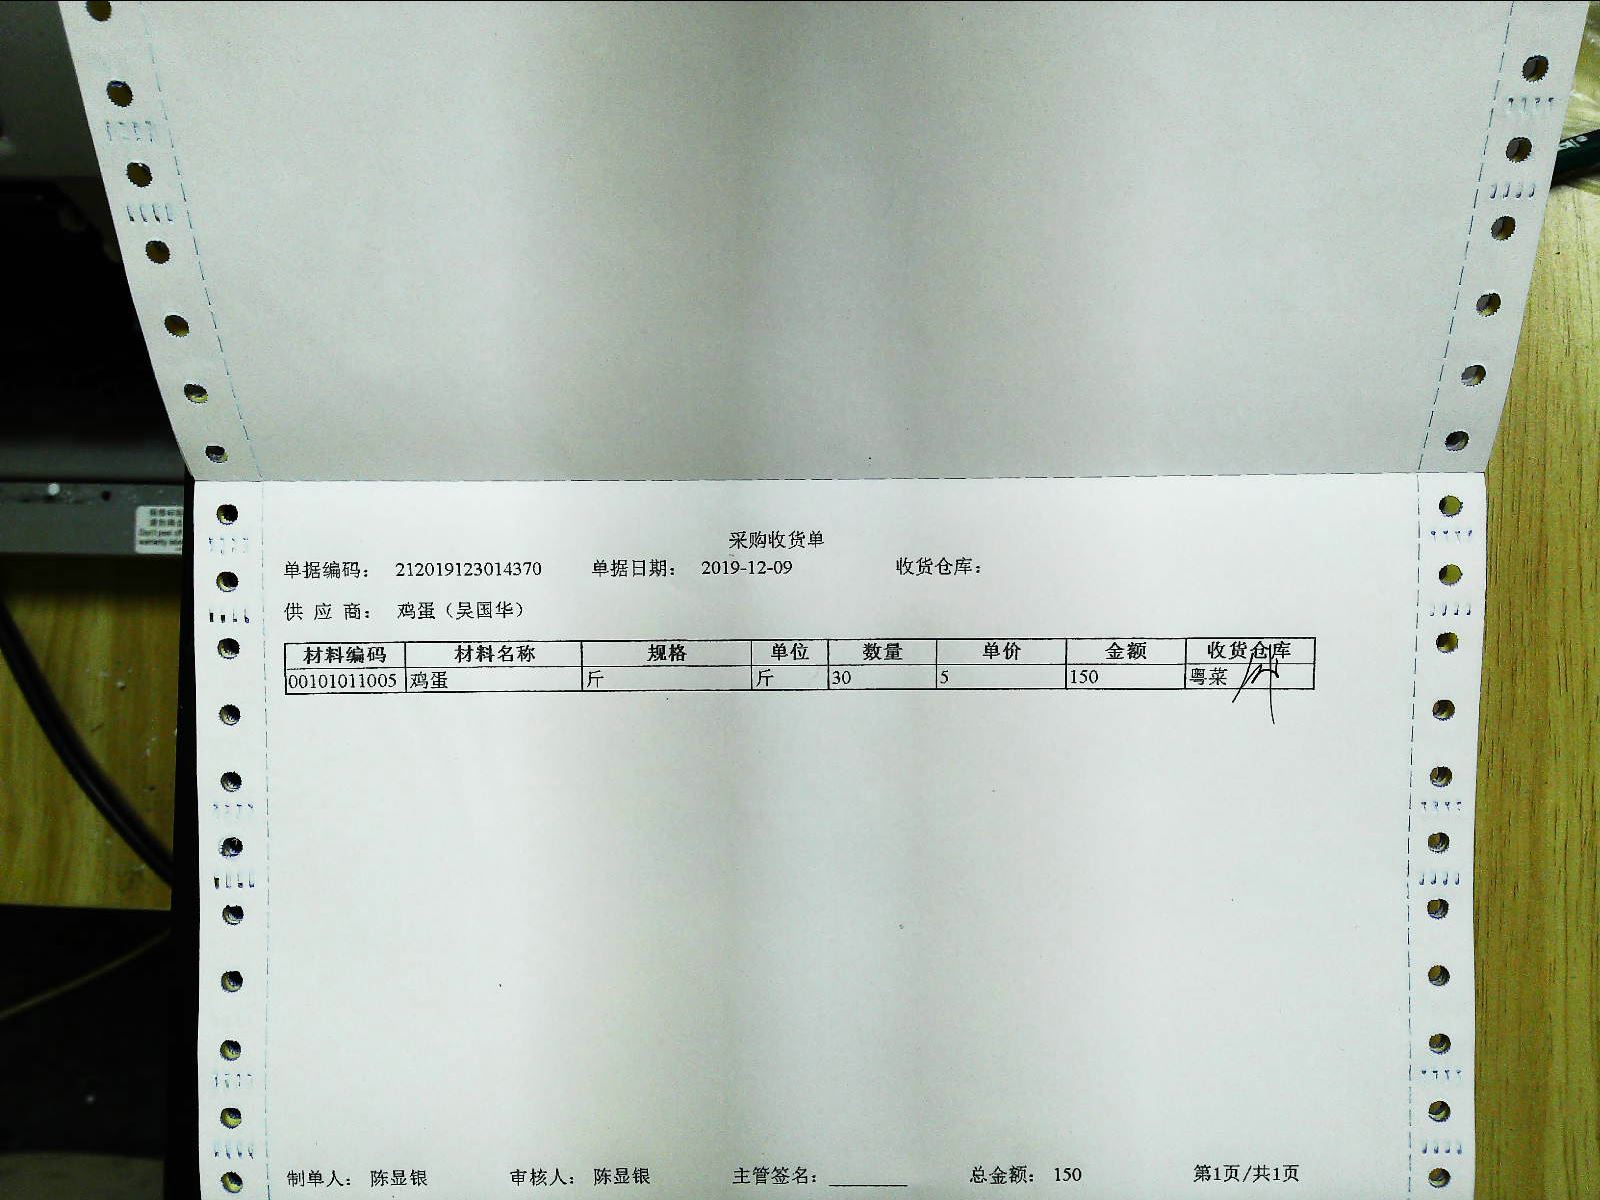 采购收货单
单据编码： 212019123014370 单据日期： 2019-12-09 收货仓库：
供 应 商： 鸡蛋（吴国华）
材料编码 材料名称 规格 单位 数量 单价 金额 收货仓库
00101011005 鸡蛋 斤 斤 30 5 150 粤菜
制单人： 陈显银 审核人： 陈显银 主管签名：________ 总金额： 150 第1页/共1页